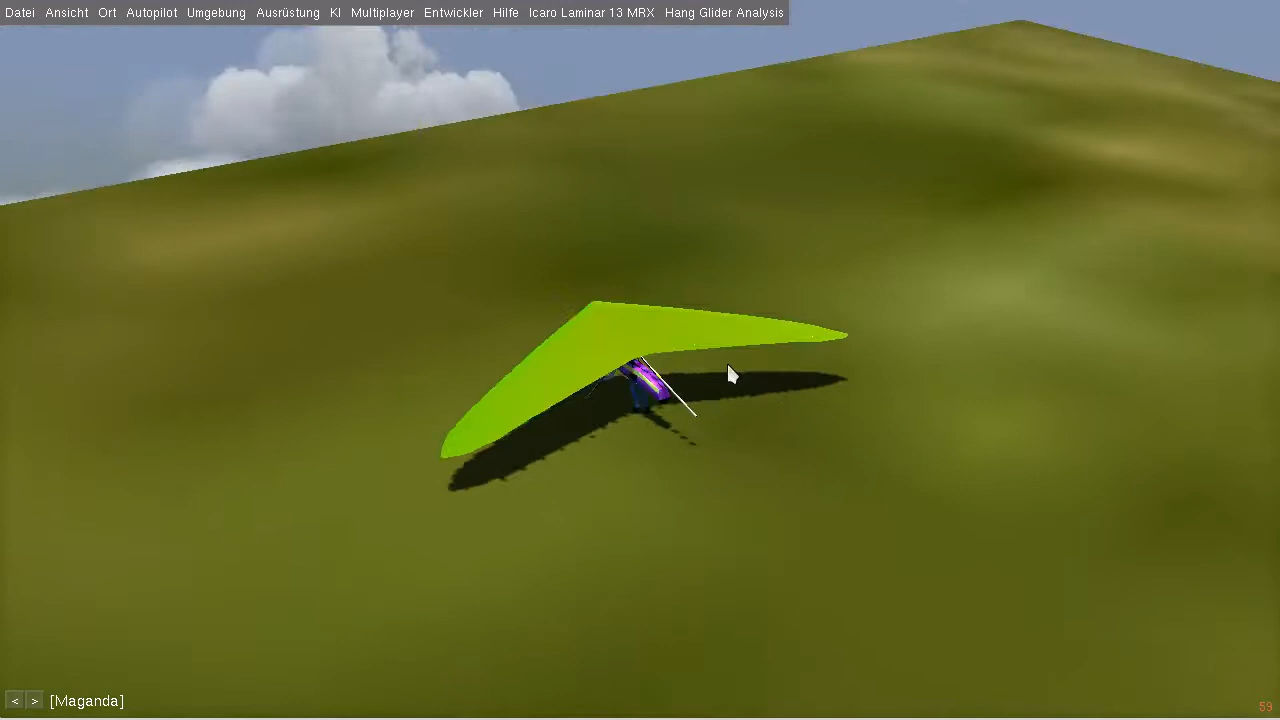 Datei Ansicht Ort Autopilot Umgebung Ausrüstung KI Multiplayer Entwickler Hilfe Icaro Laminar 13 MRX Hang Glider Analysis
< > [Maganda]
59